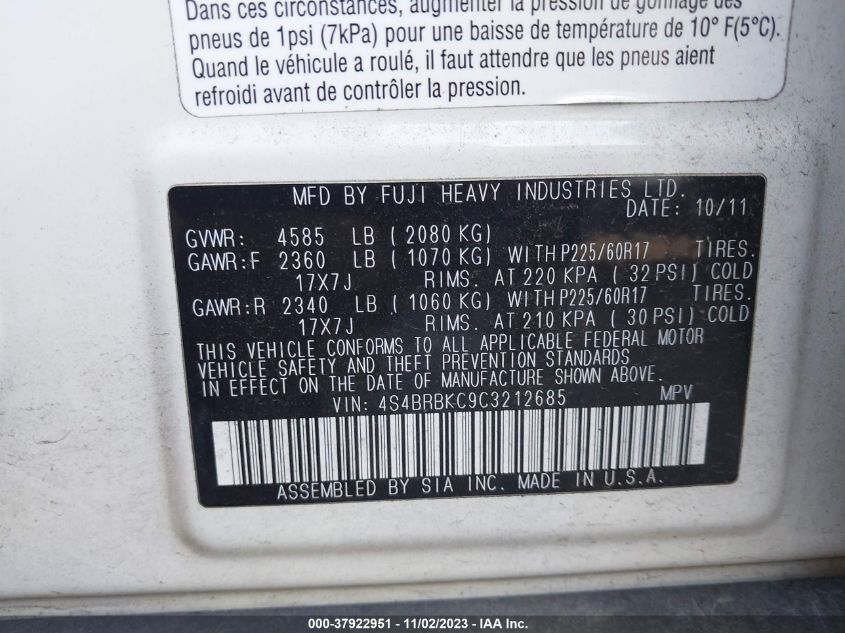 Dans ces circonstances, augmenter la pression de gonflage des
pneus de 1psi (7kPa) pour une baisse de température de 10° F(5°C).
Quand le véhicule a roulé, il faut attendre que les pneus aient
refroidi avant de contrôler la pression.
MFD BY FUJI HEAVY INDUSTRIES LTD.
DATE: 10/11
GVWR: 4585 LB ( 2080 KG)
GAWR:F 2360 LB ( 1070 KG) WITH P225/60R17 TIRES.
17X7J RIMS. AT 220 KPA ( 32 PSI) COLD
GAWR:R 2340 LB ( 1060 KG) WITH P225/60R17 TIRES.
17X7J RIMS. AT 210 KPA ( 30 PSI) COLD
THIS VEHICLE CONFORMS TO ALL APPLICABLE FEDERAL MOTOR
VEHICLE SAFETY AND THEFT PREVENTION STANDARDS
IN EFFECT ON THE DATE OF MANUFACTURE SHOWN ABOVE.
VIN: 4S4BRBKC9C3212685 MPV
ASSEMBLED BY SIA INC. MADE IN U.S.A.
000-37922951 - 11/02/2023 - IAA Inc.